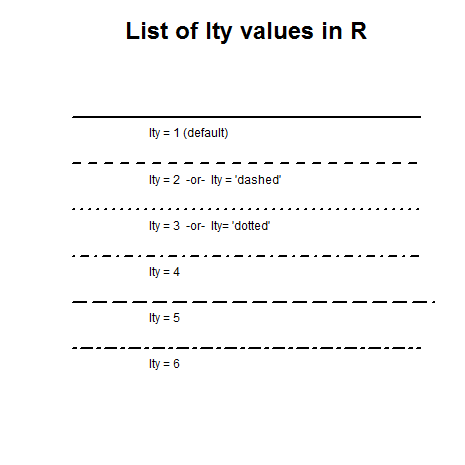 List of lty values in R
lty = 1 (default)
lty = 2 -or- lty = 'dashed'
lty = 3 -or- lty= 'dotted'
lty = 4
lty = 5
lty = 6